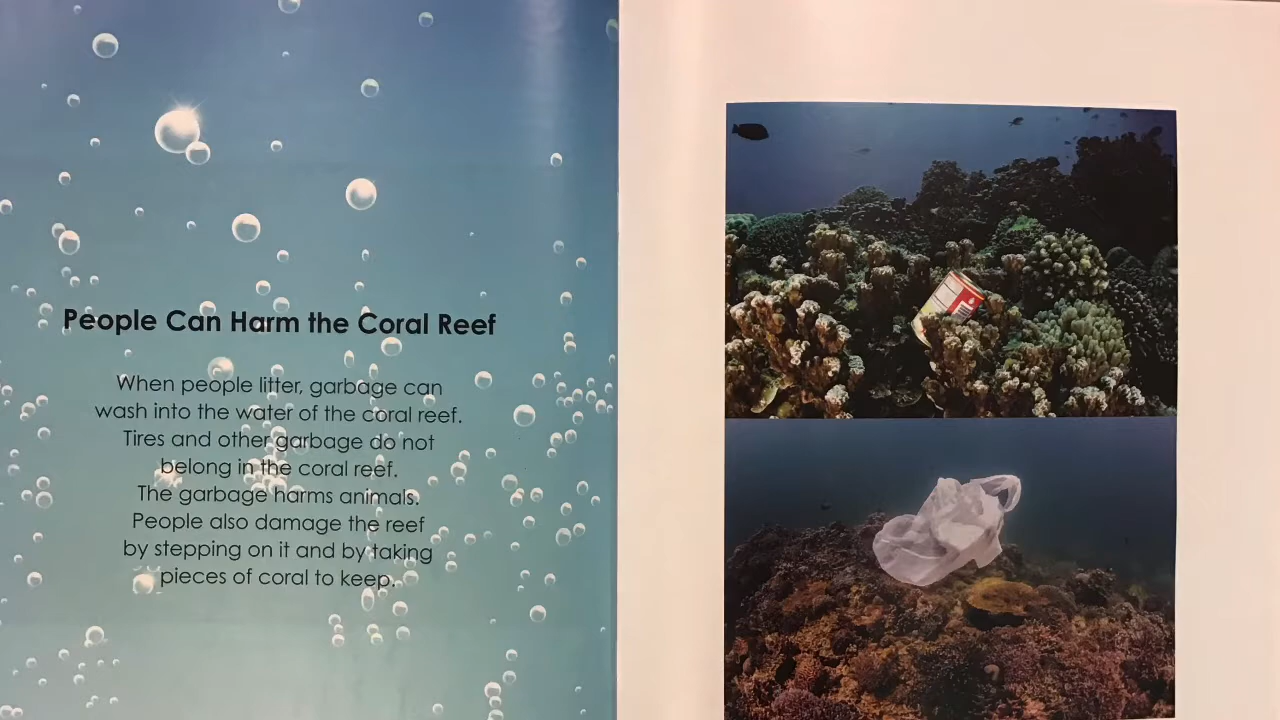 People Can Harm the Coral Reef
When people litter, garbage can
wash into the water of the coral reef.
Tires and other garbage do not
belong in the coral reef.
The garbage harms animals.
People also damage the reef
by stepping on it and by taking
pieces of coral to keep.